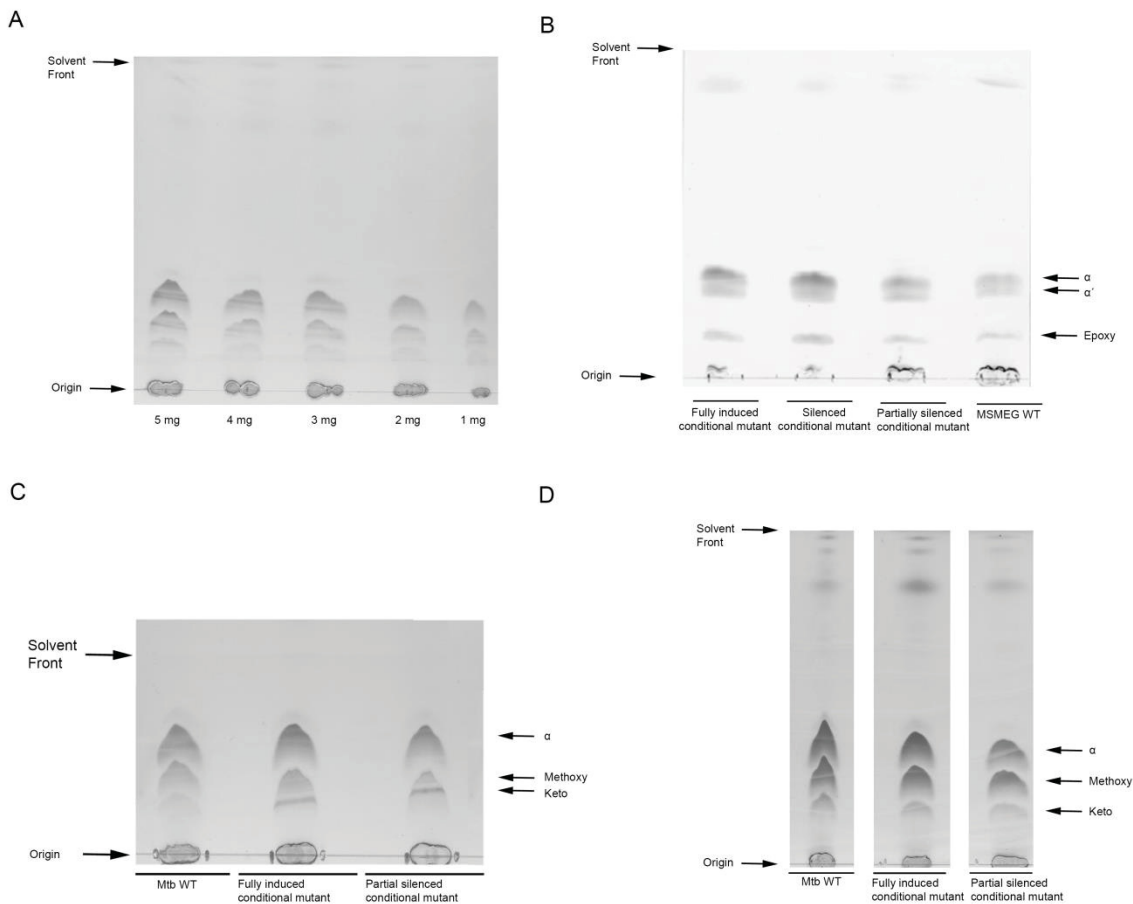 A
Solvent
Front
Origin
5 mg
4 mg
3 mg
2 mg
1 mg
B
Solvent
Front
α
α'
Epoxy
Origin
Fully induced
conditional mutant
Silenced
conditional mutant
Partially silenced
conditional mutant
MSMEG WT
C
Solvent
Front
α
Methoxy
Keto
Origin
Mtb WT
Fully induced
conditional mutant
Partial silenced
conditional mutant
D
Solvent
Front
α
Methoxy
Keto
Origin
Mtb WT
Fully induced
conditional mutant
Partial silenced
conditional mutant